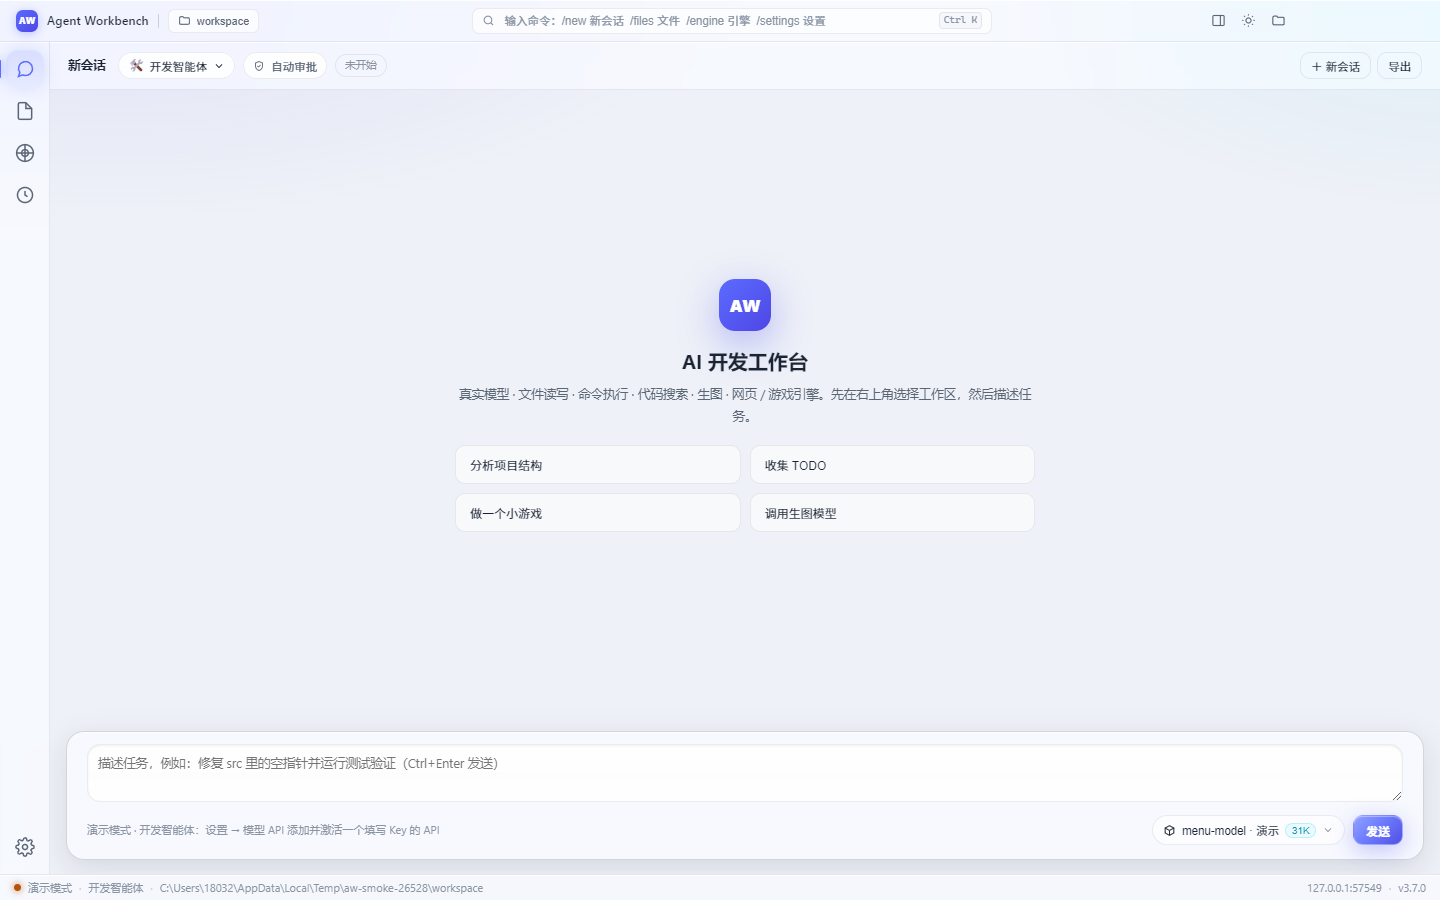 AW Agent Workbench workspace 输入命令：/new 新会话 /files 文件 /engine 引擎 /settings 设置 Ctrl K
新会话 开发智能体 自动审批 未开始 + 新会话 导出
AW
AI 开发工作台
真实模型 · 文件读写 · 命令执行 · 代码搜索 · 生图 · 网页 / 游戏引擎。先在右上角选择工作区，然后描述任
务。
分析项目结构 收集 TODO
做一个小游戏 调用生图模型
描述任务，例如：修复 src 里的空指针并运行测试验证（Ctrl+Enter 发送）
演示模式 · 开发智能体：设置 → 模型 API 添加并激活一个填写 Key 的 API menu-model · 演示 31K 发送
演示模式 · 开发智能体 · C:\Users\18032\AppData\Local\Temp\aw-smoke-26528\workspace 127.0.0.1:57549 · v3.7.0